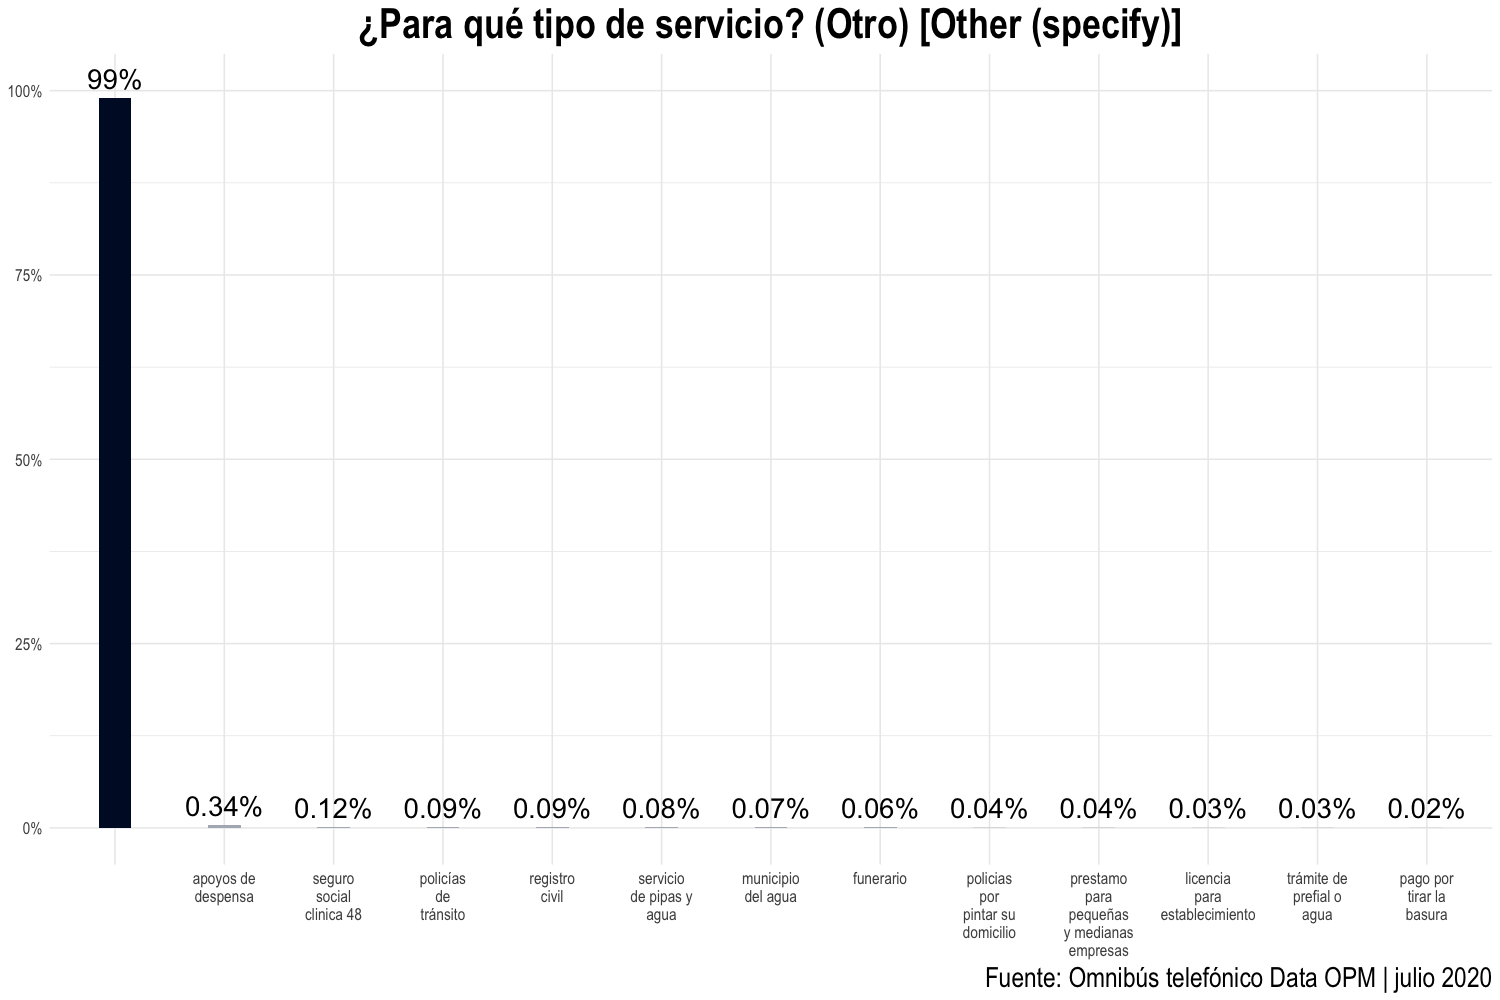 ¿Para qué tipo de servicio? (Otro) [Other (specify)]
99%
100%
75%
50%
25%
0%
0.34%
0.12%
0.09%
0.09%
0.08%
0.07%
0.06%
0.04%
0.04%
0.03%
0.03%
0.02%
apoyos de
despensa
seguro
social
clinica 48
policías
de
tránsito
registro
civil
servicio
de pipas y
agua
municipio
del agua
funerario
policias
por
pintar su
domicilio
prestamo
para
pequeñas
y medianas
empresas
licencia
para
establecimiento
trámite de
prefial o
agua
pago por
tirar la
basura
Fuente: Omnibús telefónico Data OPM | julio 2020